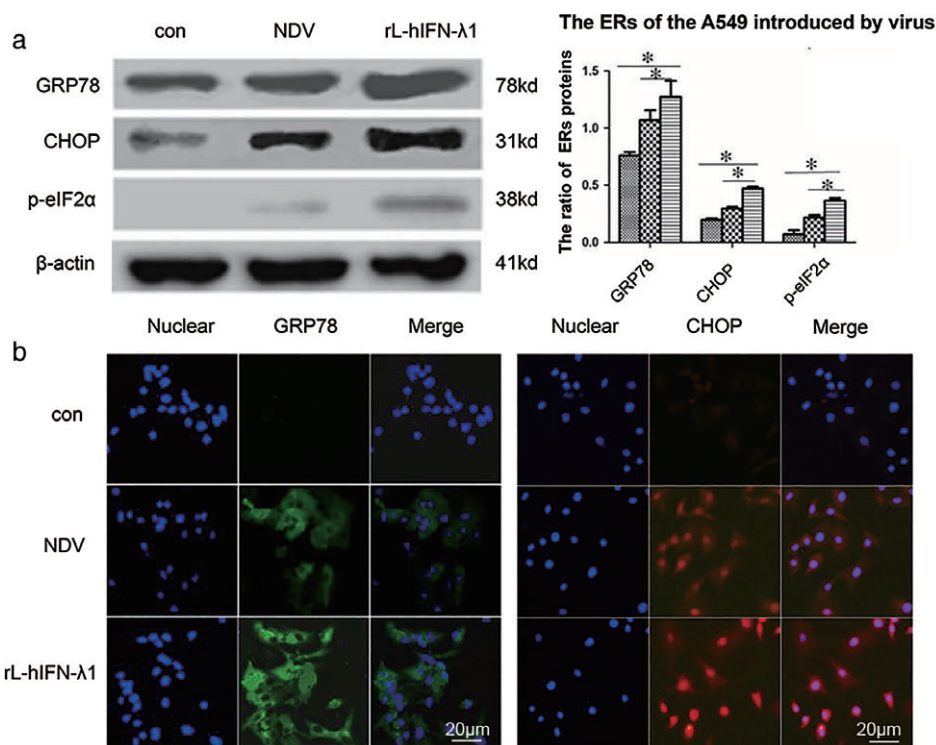 a
con NDV rL-hIFN-λ1
GRP78 78kd
CHOP 31kd
p-eIF2α 38kd
β-actin 41kd
The ERs of the A549 introduced by virus
The ratio of ERs proteins
1.5
1.0
0.5
0.0
* * * * * *
GRP78 CHOP p-eIF2α
b
Nuclear GRP78 Merge Nuclear CHOP Merge
con
NDV
rL-hIFN-λ1
20μm 20μm